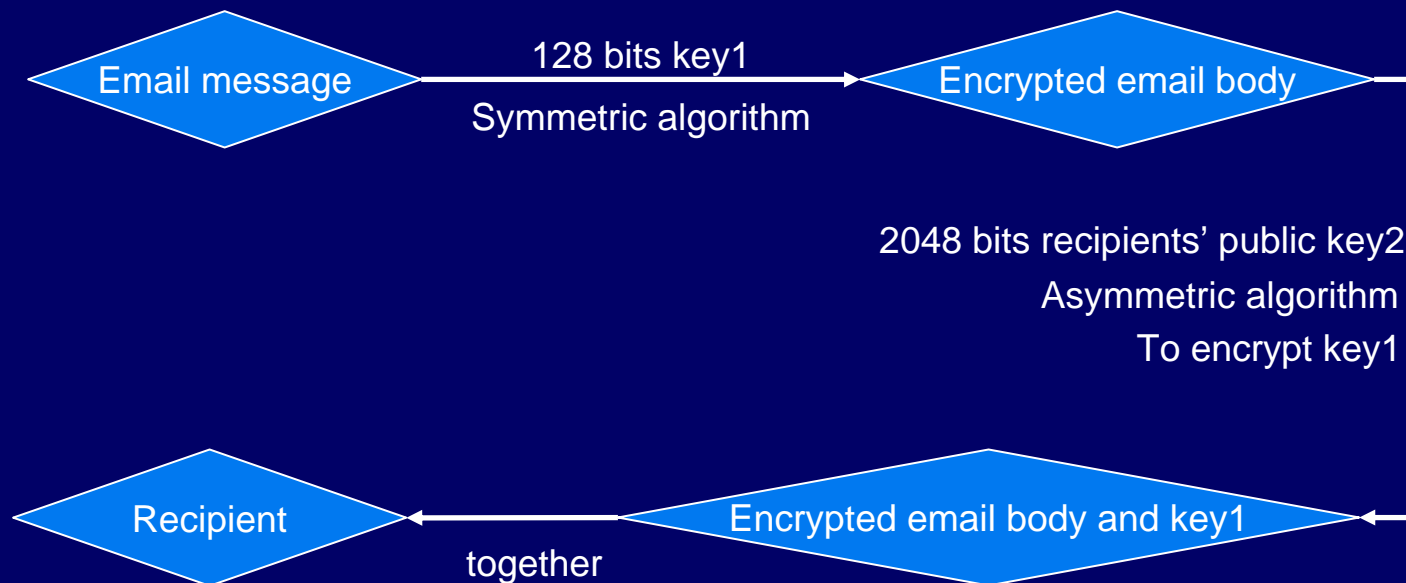 Email message
128 bits key1
Symmetric algorithm
Encrypted email body
2048 bits recipients’ public key2
Asymmetric algorithm
To encrypt key1
Encrypted email body and key1
together
Recipient